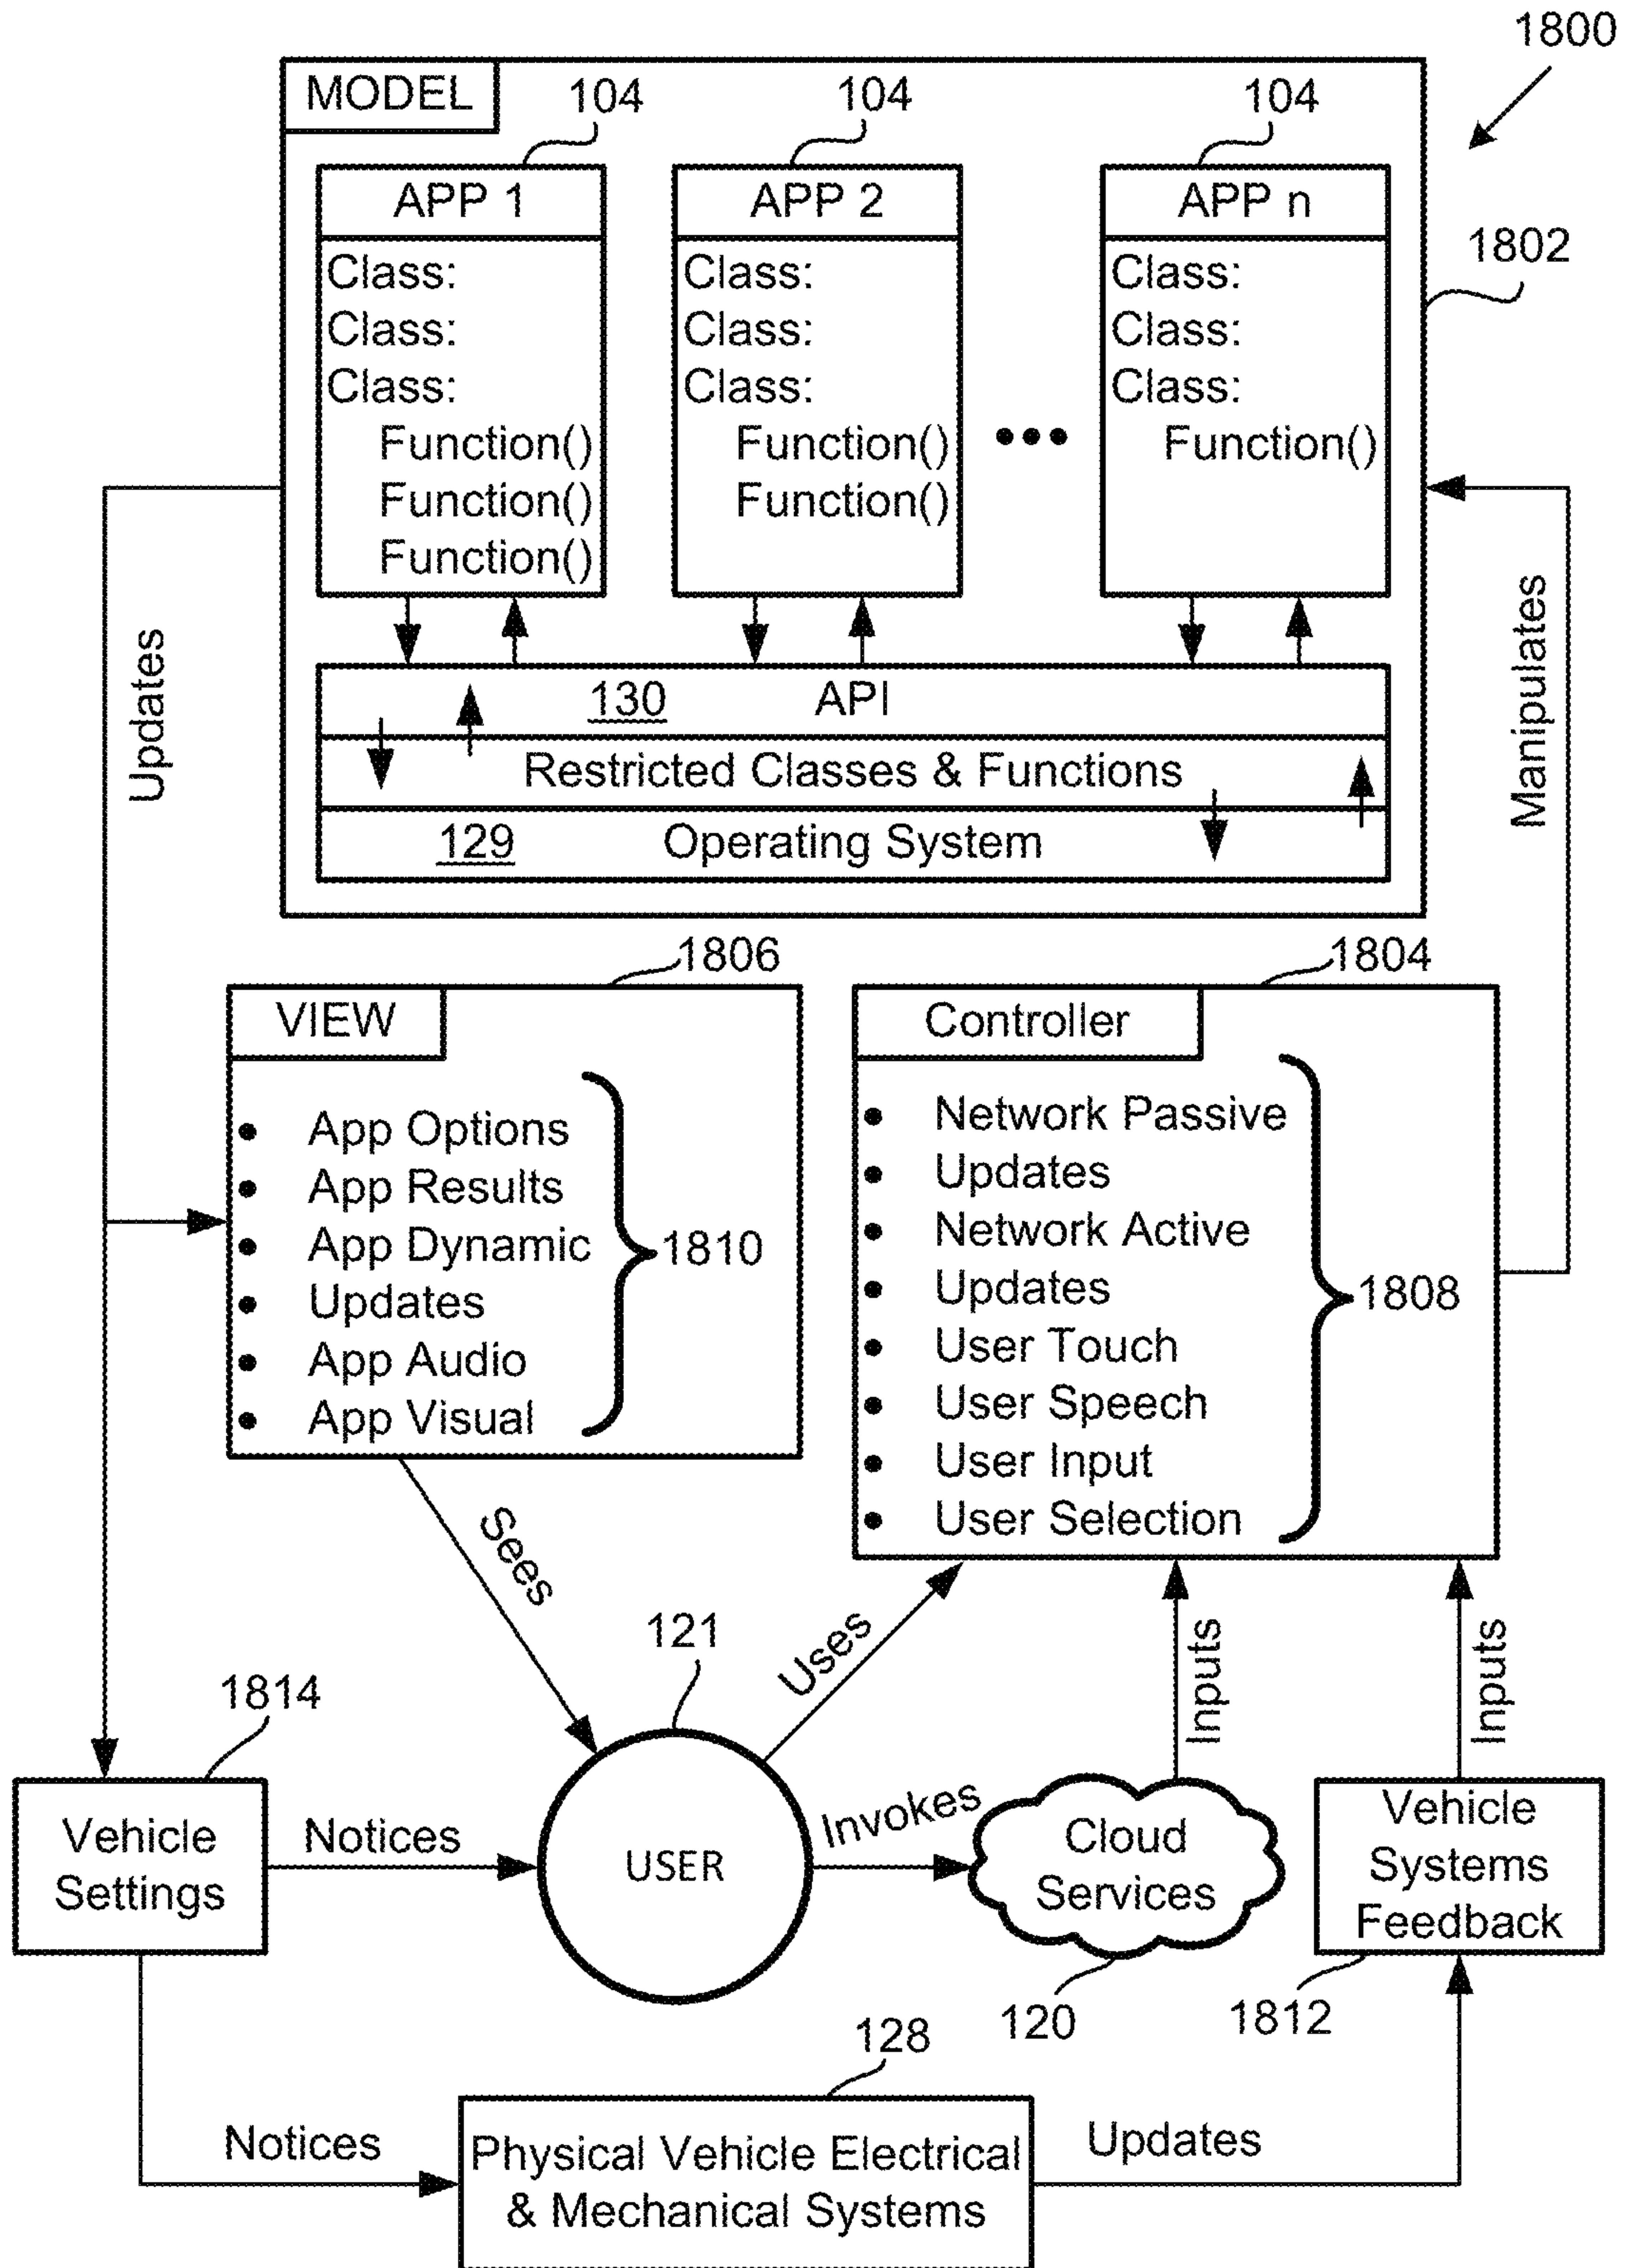 1800
MODEL
104
104
104
APP 1
APP 2
APP n
1802
Class:
Class:
Class:
Function()
Function()
Function()
Class:
Class:
Class:
Function()
Function()
•••
Class:
Class:
Class:
Function()
Updates
Manipulates
130 API
Restricted Classes & Functions
129 Operating System
1806
1804
VIEW
• App Options
• App Results
• App Dynamic
• Updates
• App Audio
• App Visual
1810
Controller
• Network Passive
• Updates
• Network Active
• Updates
• User Touch
• User Speech
• User Input
• User Selection
1808
Sees
121
Uses
Inputs
Inputs
1814
Vehicle
Settings
Notices
USER
Invokes
Cloud
Services
Vehicle
Systems
Feedback
120
1812
128
Notices
Physical Vehicle Electrical
& Mechanical Systems
Updates